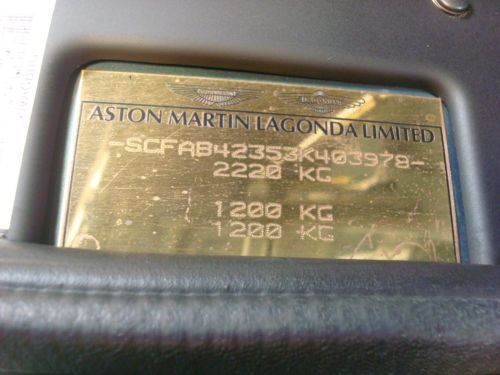 ASTON MARTIN LAGONDA LIMITED
-SCFAB42353K403978-
2220 KG
1200 KG
1200 KG